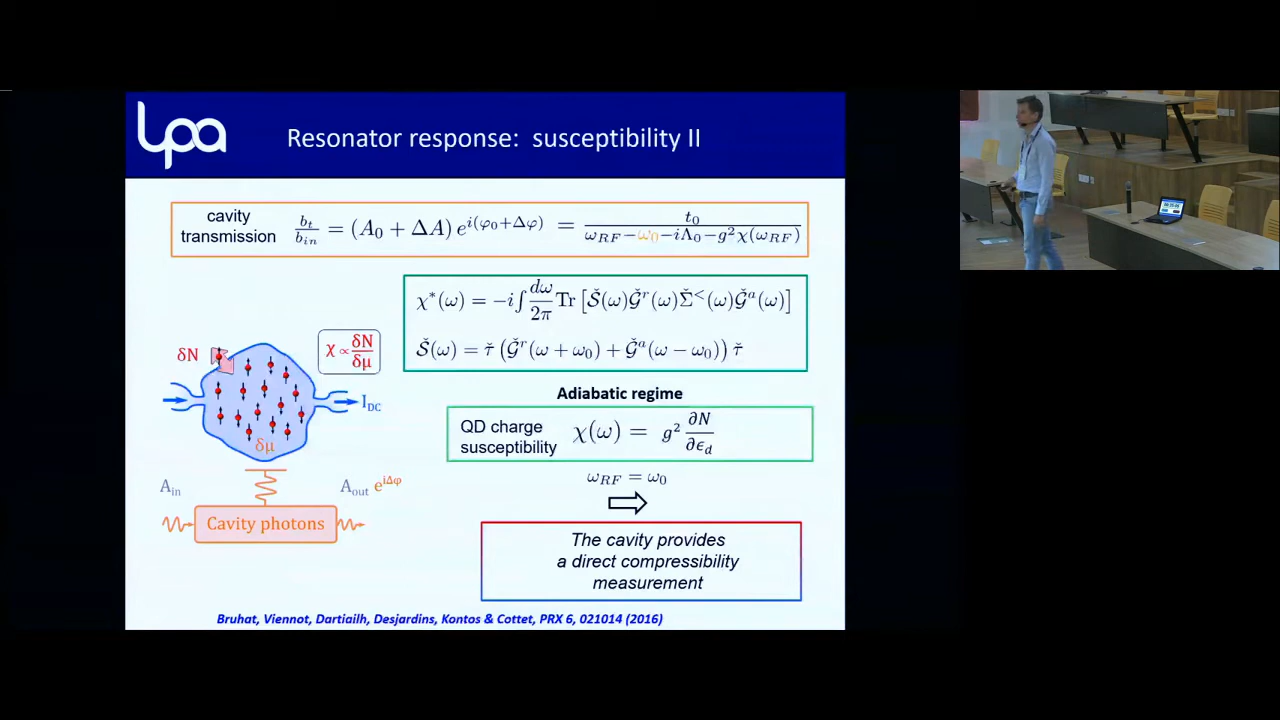 lpa
Resonator response: susceptibility II
cavity
transmission
b_t / b_in = (A_0 + ΔA) e^{i(φ_0+Δφ)} = t_0 / (ω_RF − ω_0 − iΛ_0 − g²χ(ω_RF))
χ*(ω) = −i∫ dω/2π Tr [Š(ω)Ǧ^r(ω)Σ̌^<(ω)Ǧ^a(ω)]
Š(ω) = τ̌ (Ǧ^r(ω + ω_0) + Ǧ^a(ω − ω_0)) τ̌
δN
χ ∝ δN/δμ
I_DC
δμ
A_in
A_out e^{iΔφ}
Cavity photons
Adiabatic regime
QD charge
susceptibility
χ(ω) = g² ∂N/∂ϵ_d
ω_RF = ω_0
The cavity provides
a direct compressibility
measurement
Bruhat, Viennot, Dartiailh, Desjardins, Kontos & Cottet, PRX 6, 021014 (2016)